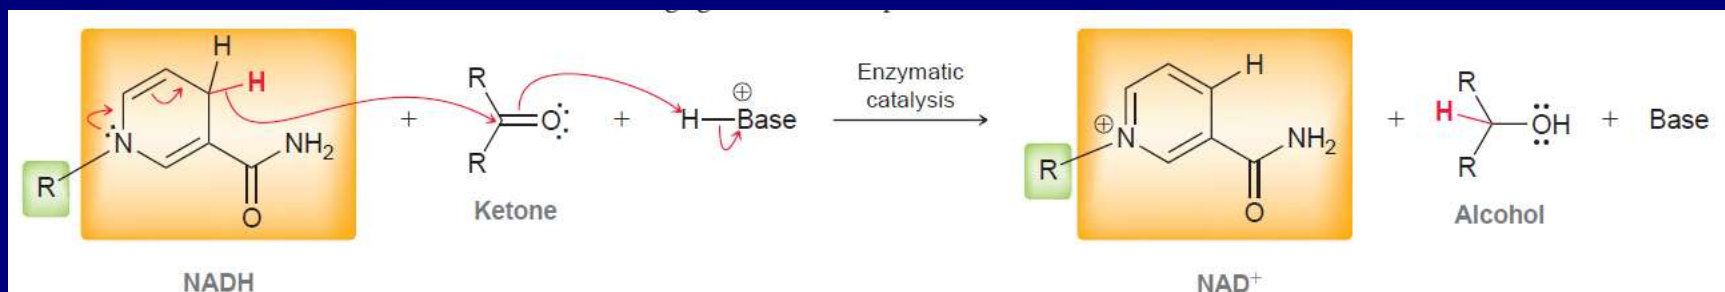 H
H
N
NH₂
R
O
NADH
+
R
O
R
Ketone
+
⊕
H—Base
Enzymatic
catalysis
H
⊕
N
NH₂
R
O
NAD⁺
+
R
H
OH
R
Alcohol
+
Base